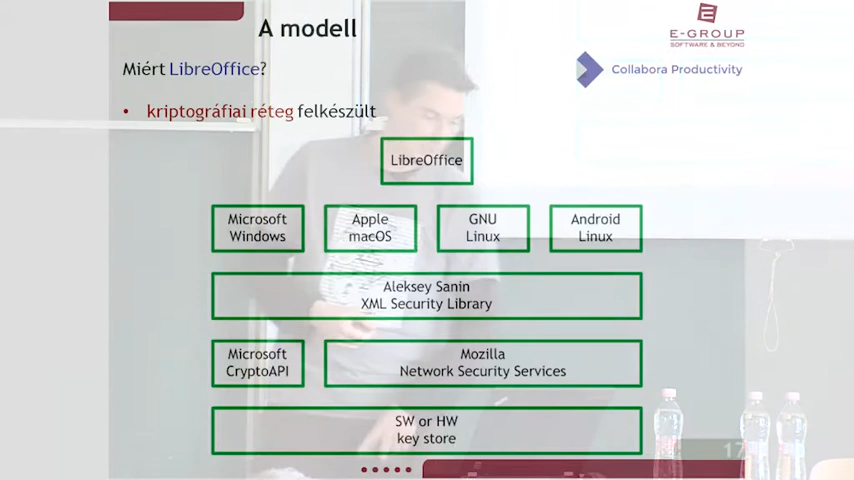 A modell
E-GROUP
SOFTWARE & BEYOND
Miért LibreOffice?
Collabora Productivity
• kriptográfiai réteg felkészült
LibreOffice
Microsoft
Windows
Apple
macOS
GNU
Linux
Android
Linux
Aleksey Sanin
XML Security Library
Microsoft
CryptoAPI
Mozilla
Network Security Services
SW or HW
key store
17